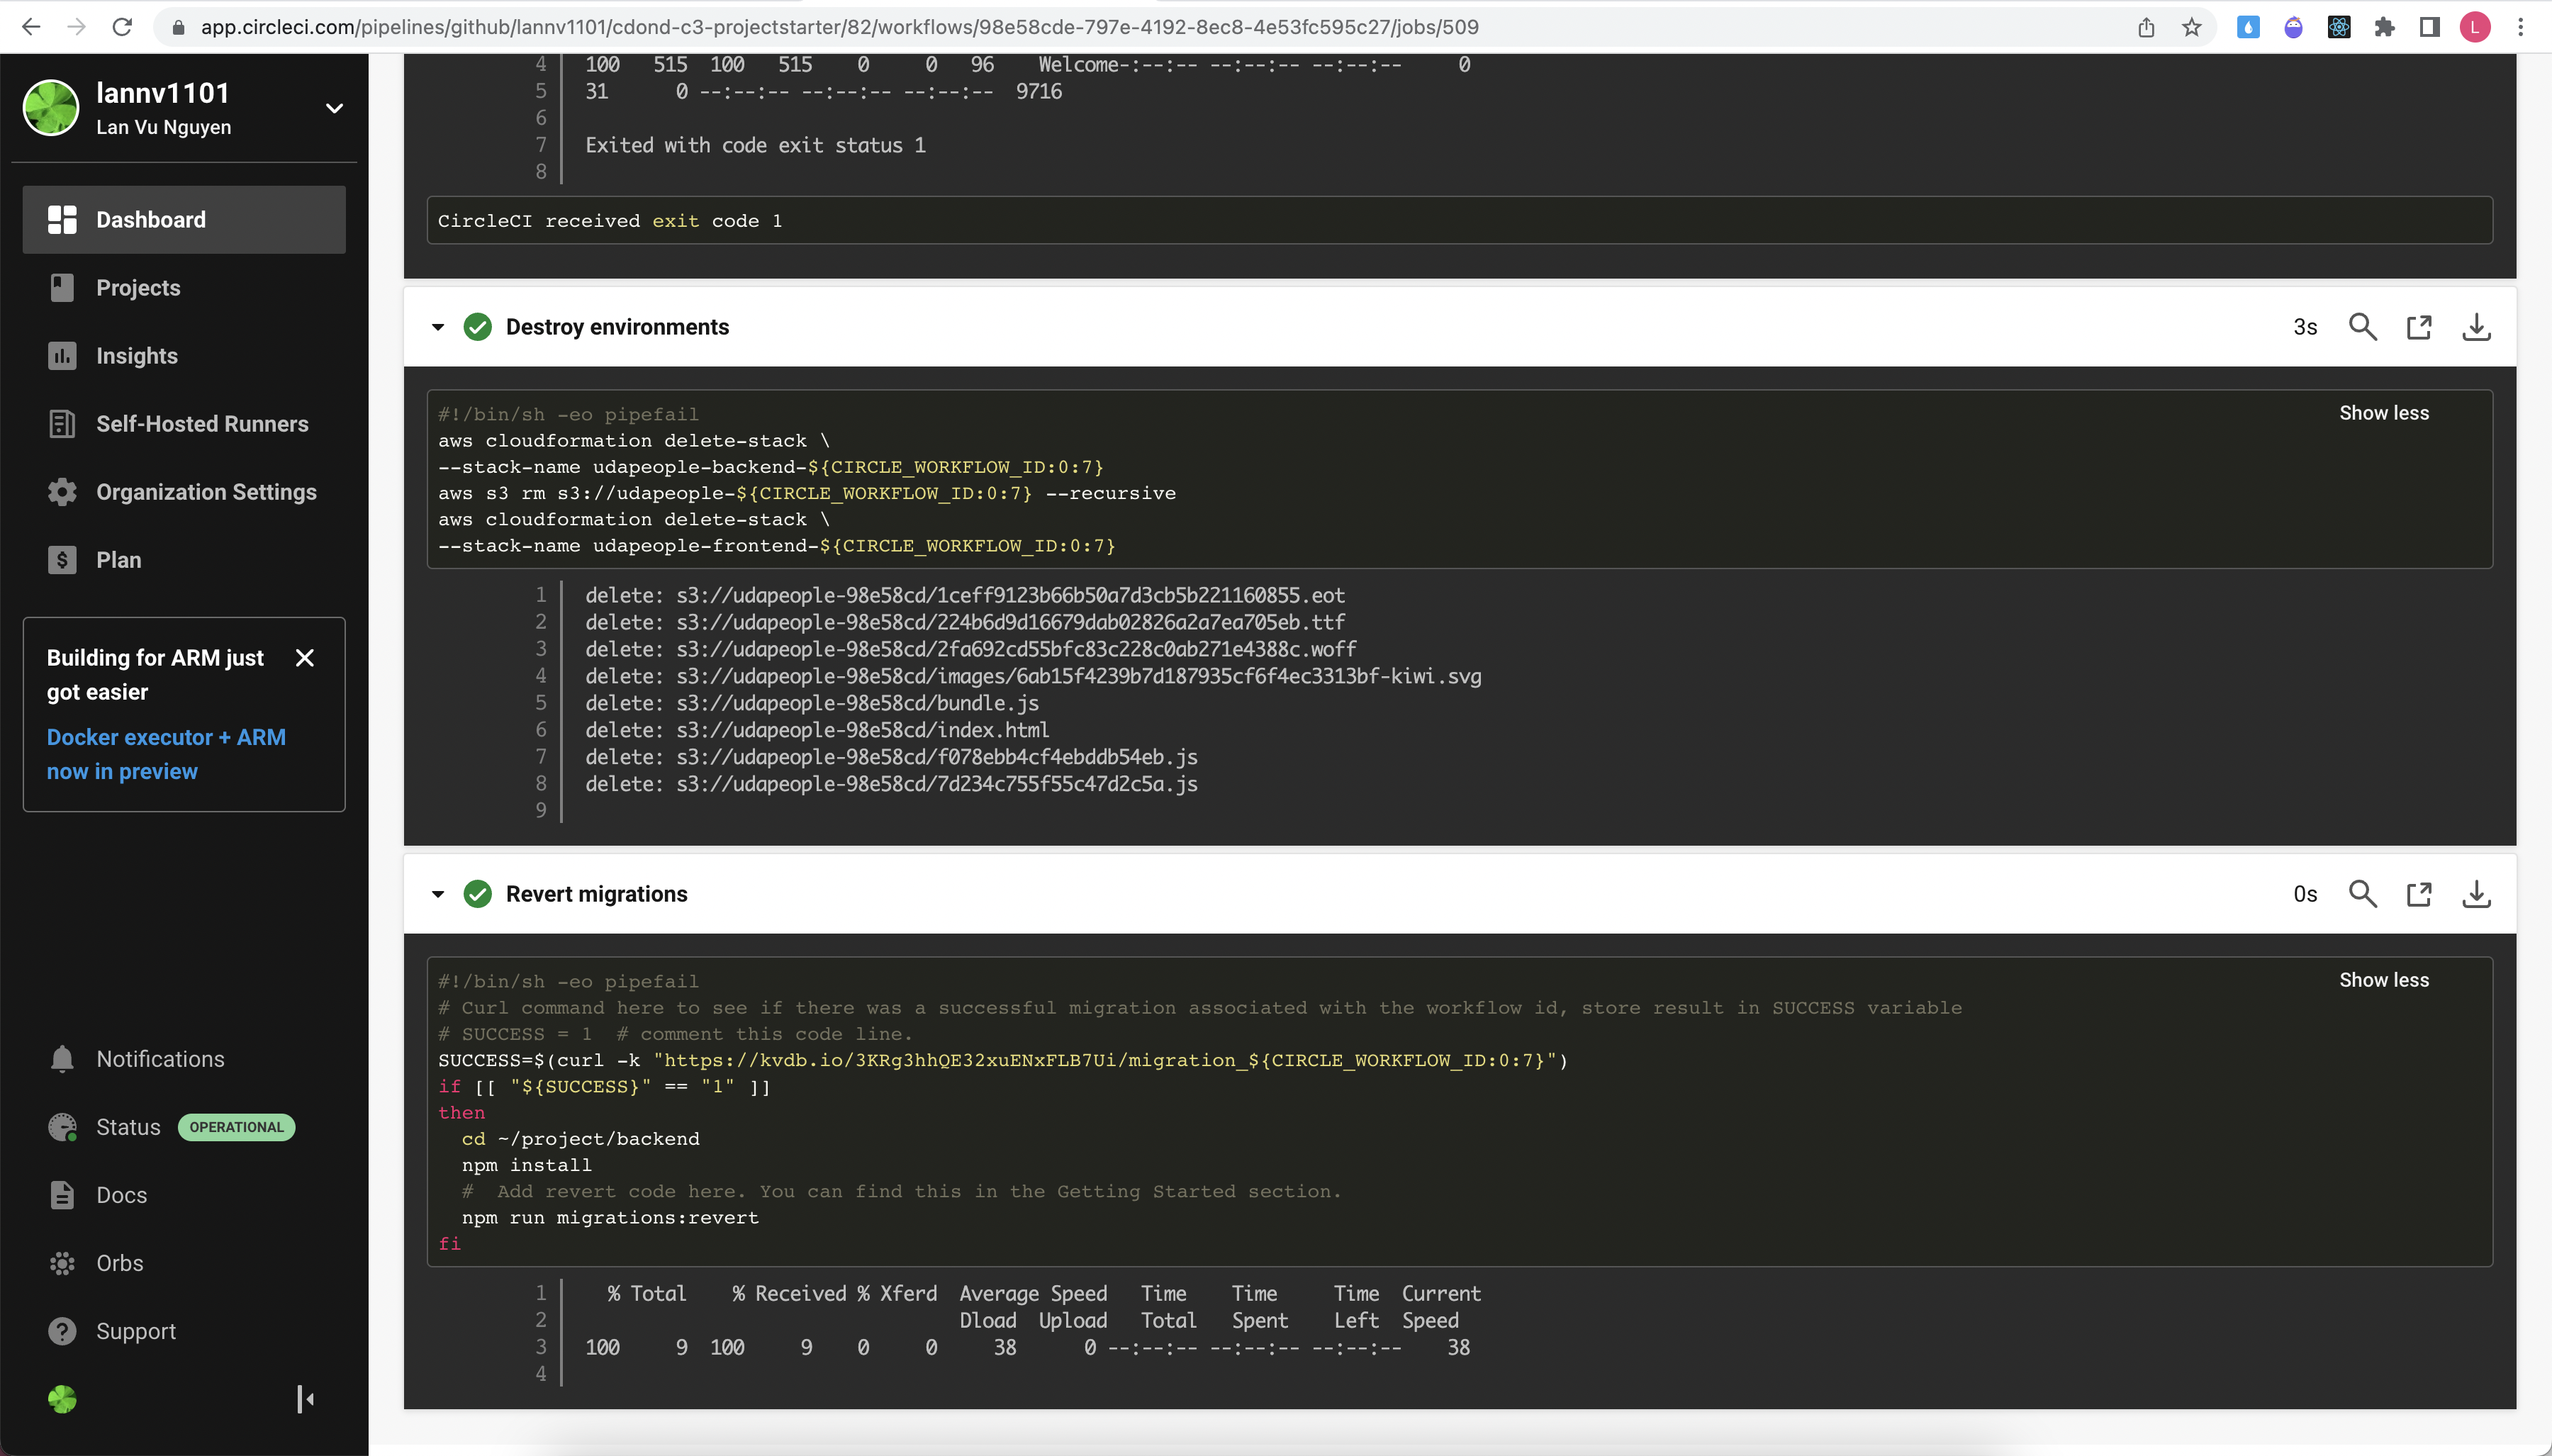 app.circleci.com/pipelines/github/lannv1101/cdond-c3-projectstarter/82/workflows/98e58cde-797e-4192-8ec8-4e53fc595c27/jobs/509
L
lannv1101
Lan Vu Nguyen
Dashboard
Projects
Insights
Self-Hosted Runners
Organization Settings
Plan
Building for ARM just
got easier
Docker executor + ARM
now in preview
Notifications
Status OPERATIONAL
Docs
Orbs
Support
4 100 515 100 515 0 0 96 Welcome-:--:-- --:--:-- --:--:-- 0
5 31 0 --:--:-- --:--:-- --:--:-- 9716
6
7 Exited with code exit status 1
8
CircleCI received exit code 1
Destroy environments 3s
Show less
#!/bin/sh -eo pipefail
aws cloudformation delete-stack \
--stack-name udapeople-backend-${CIRCLE_WORKFLOW_ID:0:7}
aws s3 rm s3://udapeople-${CIRCLE_WORKFLOW_ID:0:7} --recursive
aws cloudformation delete-stack \
--stack-name udapeople-frontend-${CIRCLE_WORKFLOW_ID:0:7}
1 delete: s3://udapeople-98e58cd/1ceff9123b66b50a7d3cb5b221160855.eot
2 delete: s3://udapeople-98e58cd/224b6d9d16679dab02826a2a7ea705eb.ttf
3 delete: s3://udapeople-98e58cd/2fa692cd55bfc83c228c0ab271e4388c.woff
4 delete: s3://udapeople-98e58cd/images/6ab15f4239b7d187935cf6f4ec3313bf-kiwi.svg
5 delete: s3://udapeople-98e58cd/bundle.js
6 delete: s3://udapeople-98e58cd/index.html
7 delete: s3://udapeople-98e58cd/f078ebb4cf4ebddb54eb.js
8 delete: s3://udapeople-98e58cd/7d234c755f55c47d2c5a.js
9
Revert migrations 0s
Show less
#!/bin/sh -eo pipefail
# Curl command here to see if there was a successful migration associated with the workflow id, store result in SUCCESS variable
# SUCCESS = 1  # comment this code line.
SUCCESS=$(curl -k "https://kvdb.io/3KRg3hhQE32xuENxFLB7Ui/migration_${CIRCLE_WORKFLOW_ID:0:7}")
if [[ "${SUCCESS}" == "1" ]]
then
  cd ~/project/backend
  npm install
  #  Add revert code here. You can find this in the Getting Started section.
  npm run migrations:revert
fi
1 % Total % Received % Xferd Average Speed Time Time Time Current
2 Dload Upload Total Spent Left Speed
3 100 9 100 9 0 0 38 0 --:--:-- --:--:-- --:--:-- 38
4